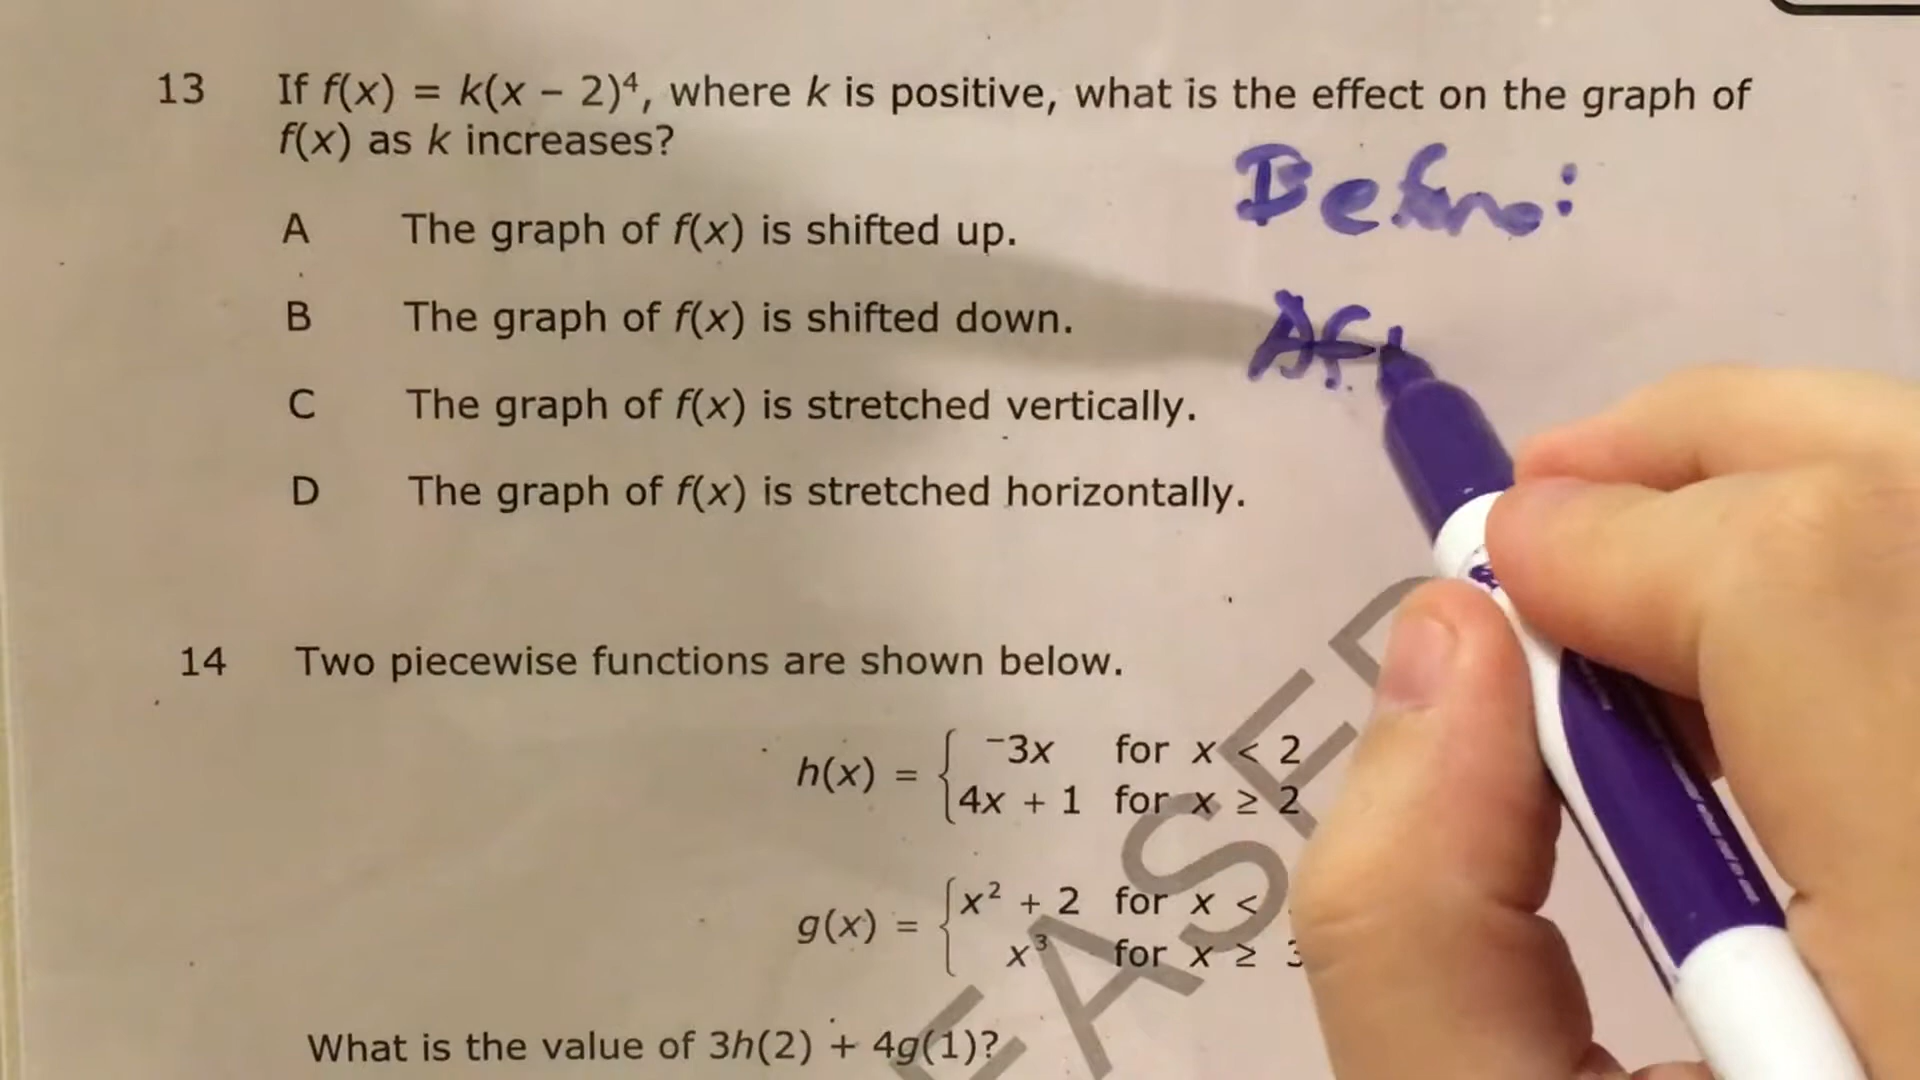 13 If f(x) = k(x − 2)⁴, where k is positive, what is the effect on the graph of
f(x) as k increases?
Before:
A The graph of f(x) is shifted up.
B The graph of f(x) is shifted down.
Aft
C The graph of f(x) is stretched vertically.
D The graph of f(x) is stretched horizontally.
14 Two piecewise functions are shown below.
h(x) = { ⁻3x for x < 2
4x + 1 for x ≥ 2
g(x) = { x² + 2 for x <
x³ for x ≥ 3
What is the value of 3h(2) + 4g(1)?
EASED